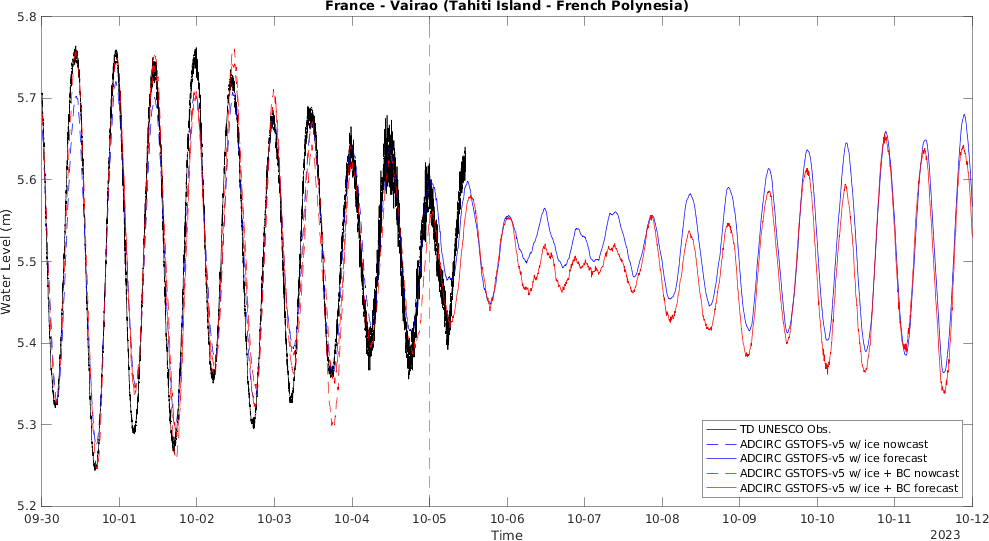 France - Vairao (Tahiti Island - French Polynesia)
5.8
5.7
5.6
5.5
5.4
5.3
5.2
Water Level (m)
TD UNESCO Obs.
ADCIRC GSTOFS-v5 w/ ice nowcast
ADCIRC GSTOFS-v5 w/ ice forecast
ADCIRC GSTOFS-v5 w/ ice + BC nowcast
ADCIRC GSTOFS-v5 w/ ice + BC forecast
09-30 10-01 10-02 10-03 10-04 10-05 10-06 10-07 10-08 10-09 10-10 10-11 10-12
Time
2023